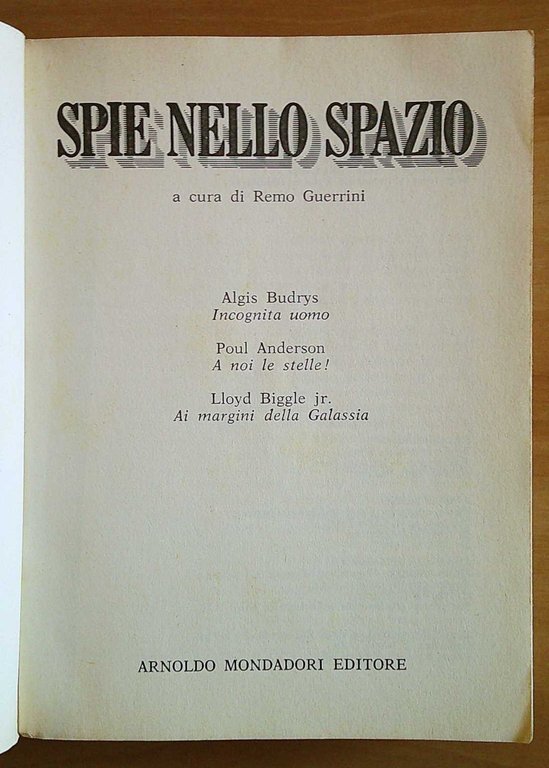 SPIE NELLO SPAZIO
a cura di Remo Guerrini
Algis Budrys
Incognita uomo
Poul Anderson
A noi le stelle!
Lloyd Biggle jr.
Ai margini della Galassia
ARNOLDO MONDADORI EDITORE